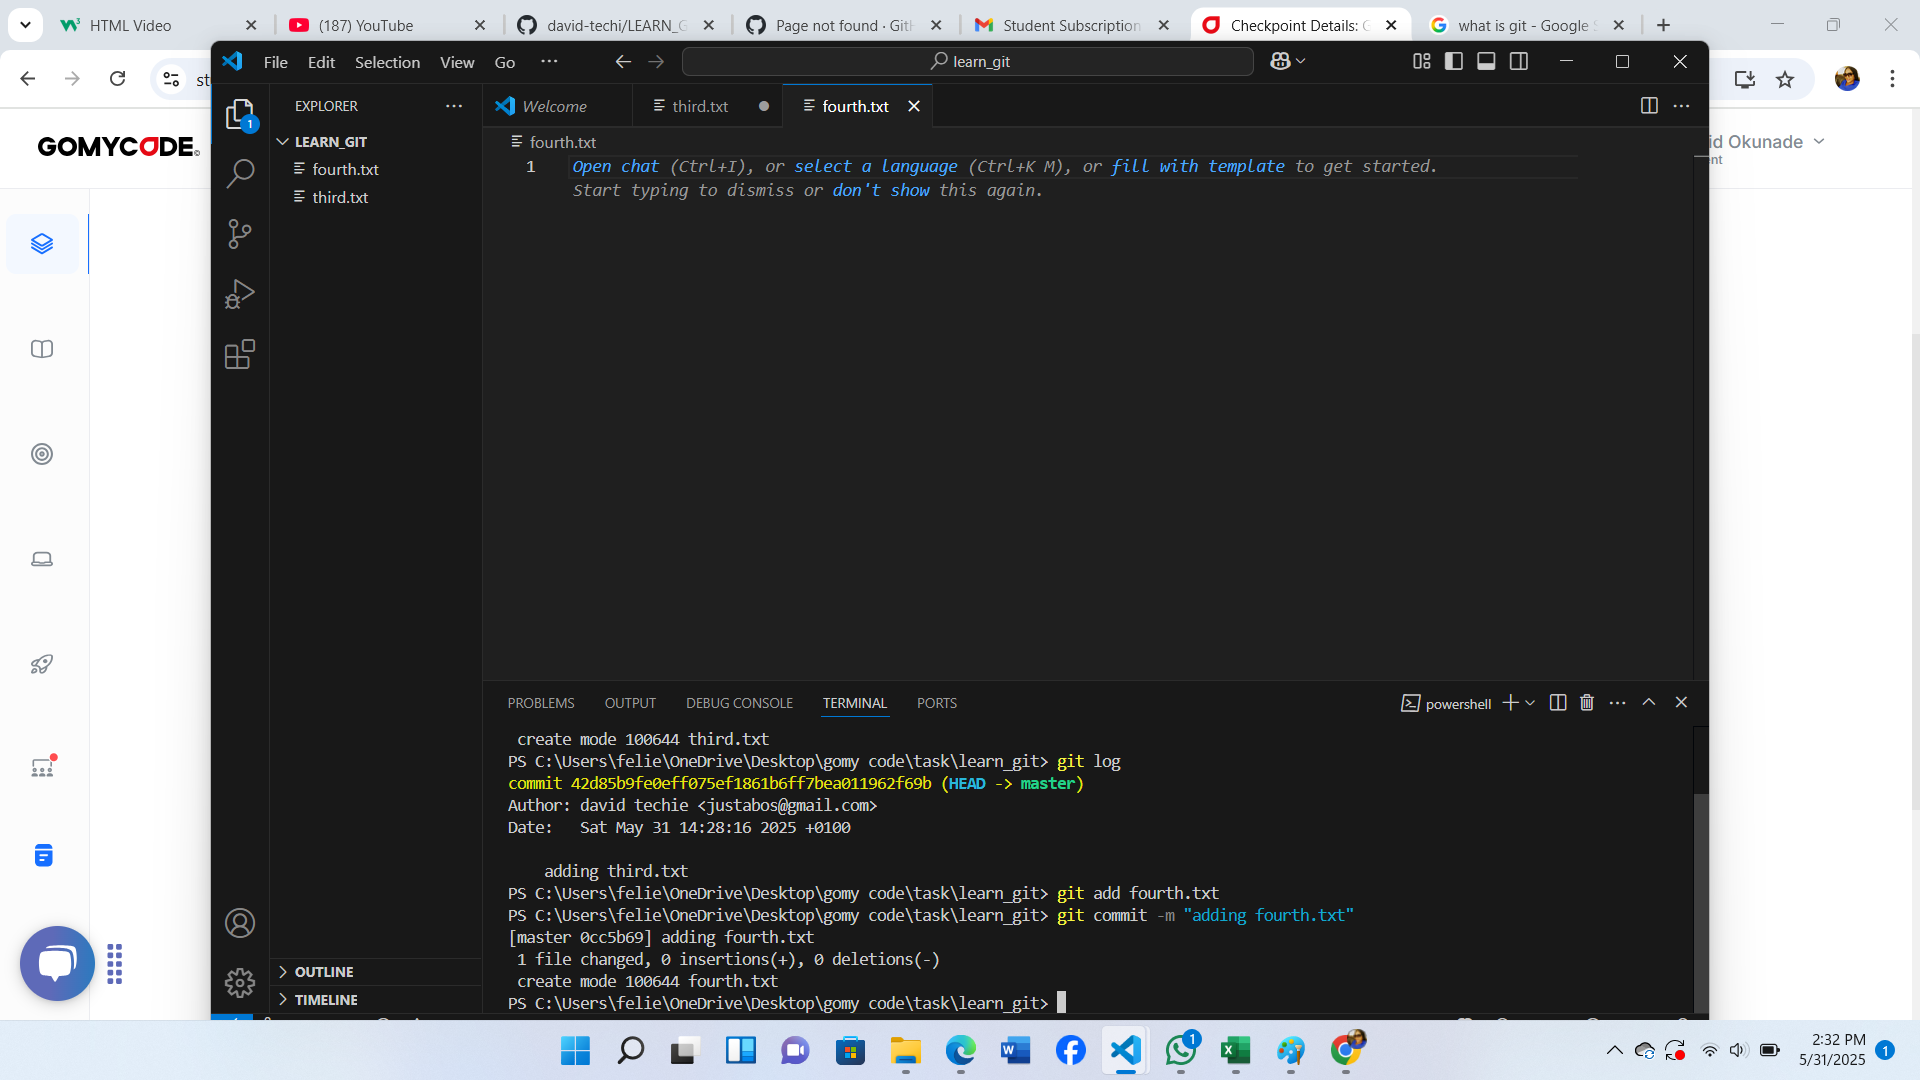 HTML Video
(187) YouTube
david-techi/LEARN_G
Page not found · GitH
Student Subscription
Checkpoint Details: G
what is git - Google S
st
File Edit Selection View Go
learn_git
GOMYCODE
id Okunade
nt
EXPLORER
1
LEARN_GIT
fourth.txt
third.txt
Welcome
third.txt
fourth.txt
fourth.txt
1
Open chat (Ctrl+I), or select a language (Ctrl+K M), or fill with template to get started.
Start typing to dismiss or don't show this again.
OUTLINE
TIMELINE
PROBLEMS OUTPUT DEBUG CONSOLE TERMINAL PORTS
powershell
create mode 100644 third.txt
PS C:\Users\felie\OneDrive\Desktop\gomy code\task\learn_git> git log
commit 42d85b9fe0eff075ef1861b6ff7bea011962f69b (HEAD -> master)
Author: david techie <justabos@gmail.com>
Date:   Sat May 31 14:28:16 2025 +0100
adding third.txt
PS C:\Users\felie\OneDrive\Desktop\gomy code\task\learn_git> git add fourth.txt
PS C:\Users\felie\OneDrive\Desktop\gomy code\task\learn_git> git commit -m "adding fourth.txt"
[master 0cc5b69] adding fourth.txt
1 file changed, 0 insertions(+), 0 deletions(-)
create mode 100644 fourth.txt
PS C:\Users\felie\OneDrive\Desktop\gomy code\task\learn_git>
1
2:32 PM
5/31/2025
1